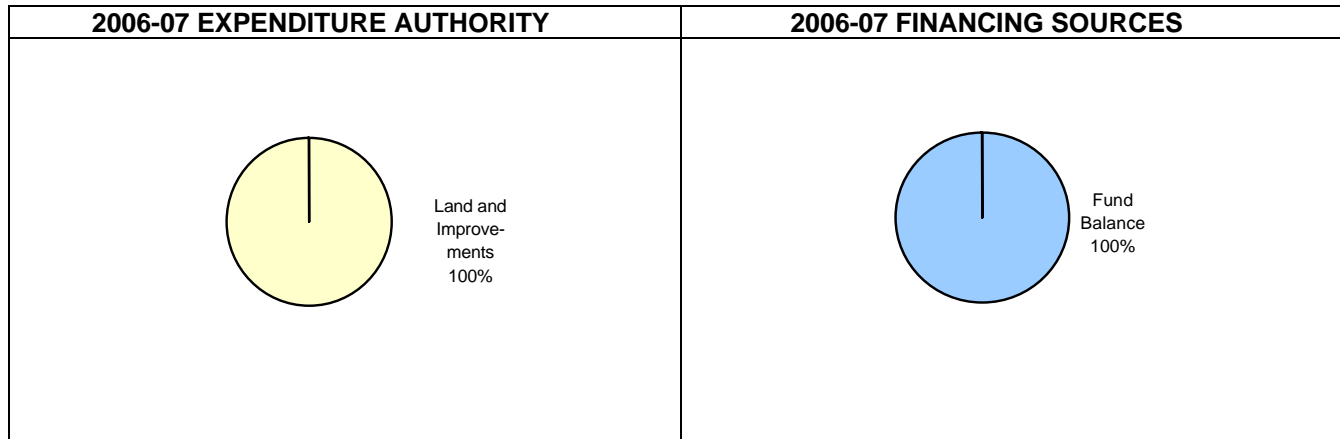 2006-07 EXPENDITURE AUTHORITY
2006-07 FINANCING SOURCES
Land and
Improve-
ments
100%
Fund
Balance
100%